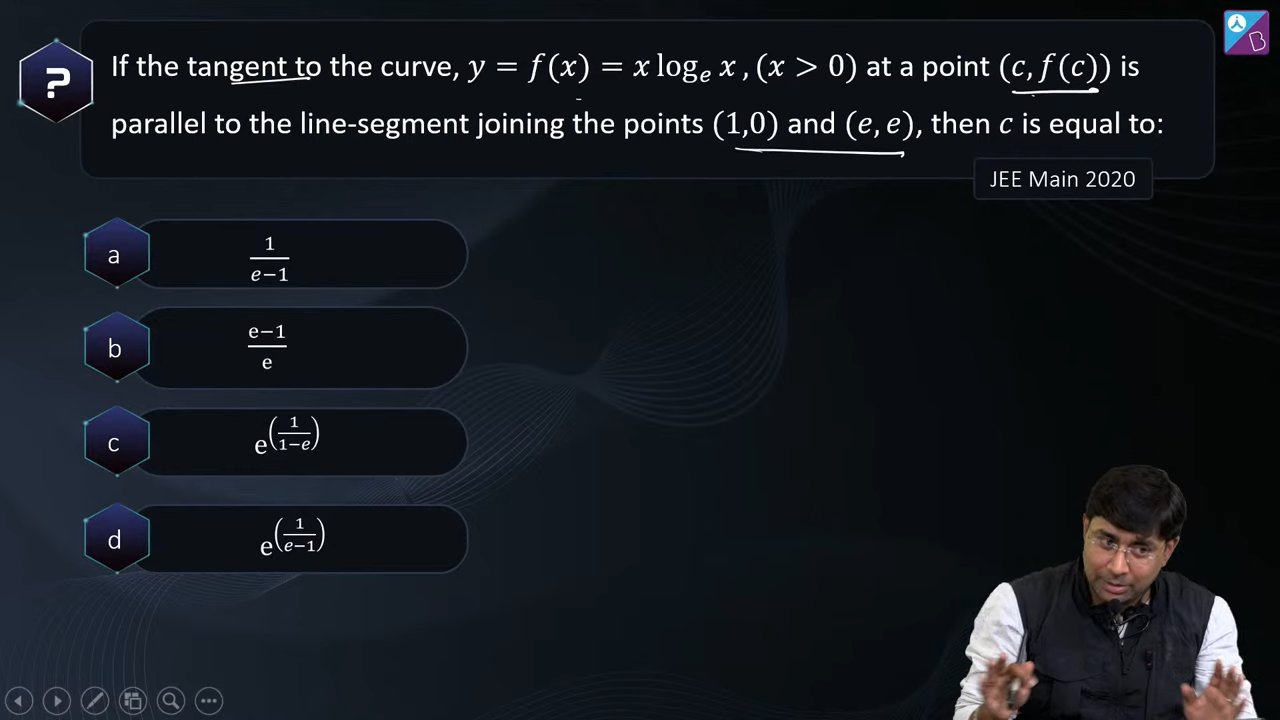 ?
If the tangent to the curve, y = f(x) = x logₑ x , (x > 0) at a point (c, f(c)) is
parallel to the line-segment joining the points (1,0) and (e, e), then c is equal to:
JEE Main 2020
a 1/(e−1)
b (e−1)/e
c e^(1/(1−e))
d e^(1/(e−1))
B